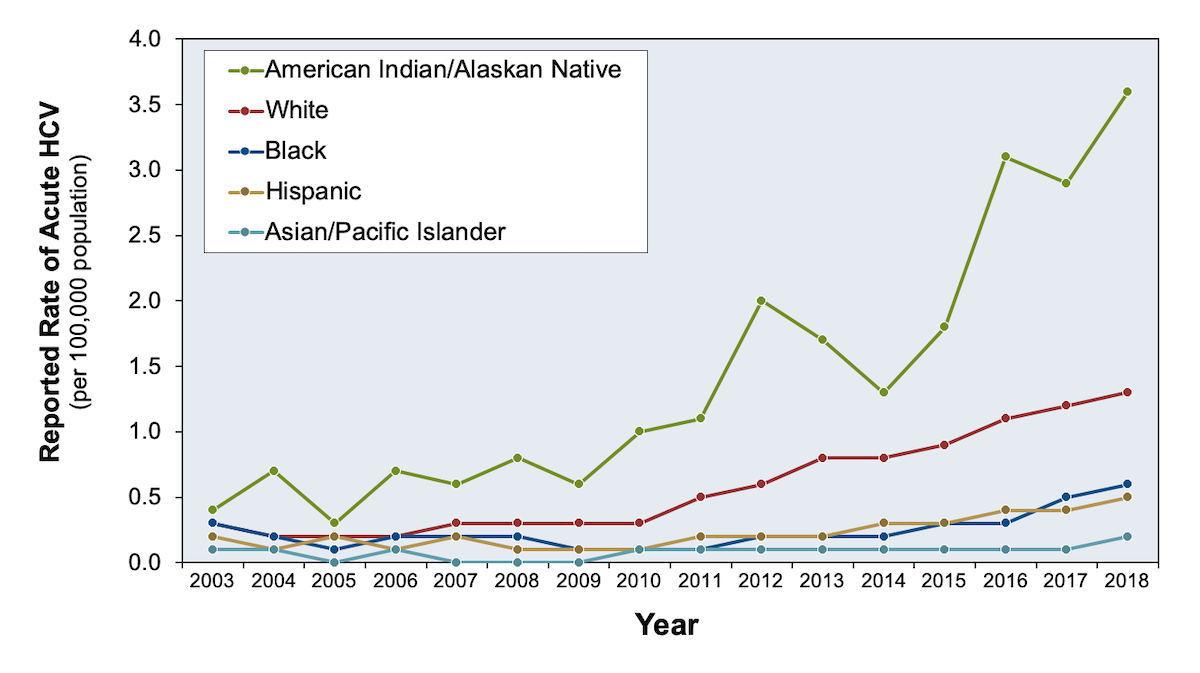 4.0
3.5
3.0
2.5
2.0
1.5
1.0
0.5
0.0
Reported Rate of Acute HCV
(per 100,000 population)
American Indian/Alaskan Native
White
Black
Hispanic
Asian/Pacific Islander
2003 2004 2005 2006 2007 2008 2009 2010 2011 2012 2013 2014 2015 2016 2017 2018
Year